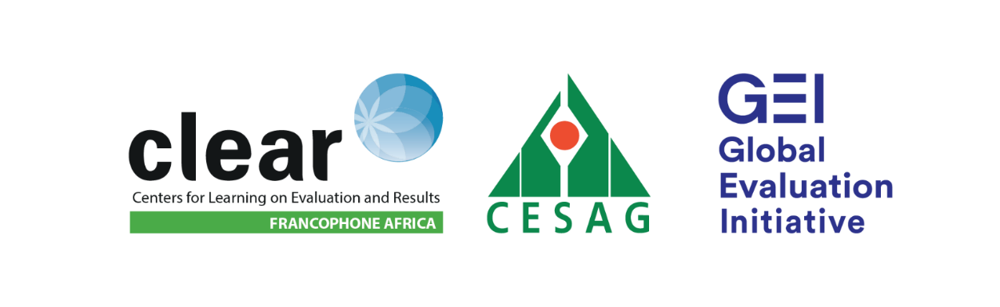 clear
Centers for Learning on Evaluation and Results
FRANCOPHONE AFRICA
CESAG
GEI
Global
Evaluation
Initiative